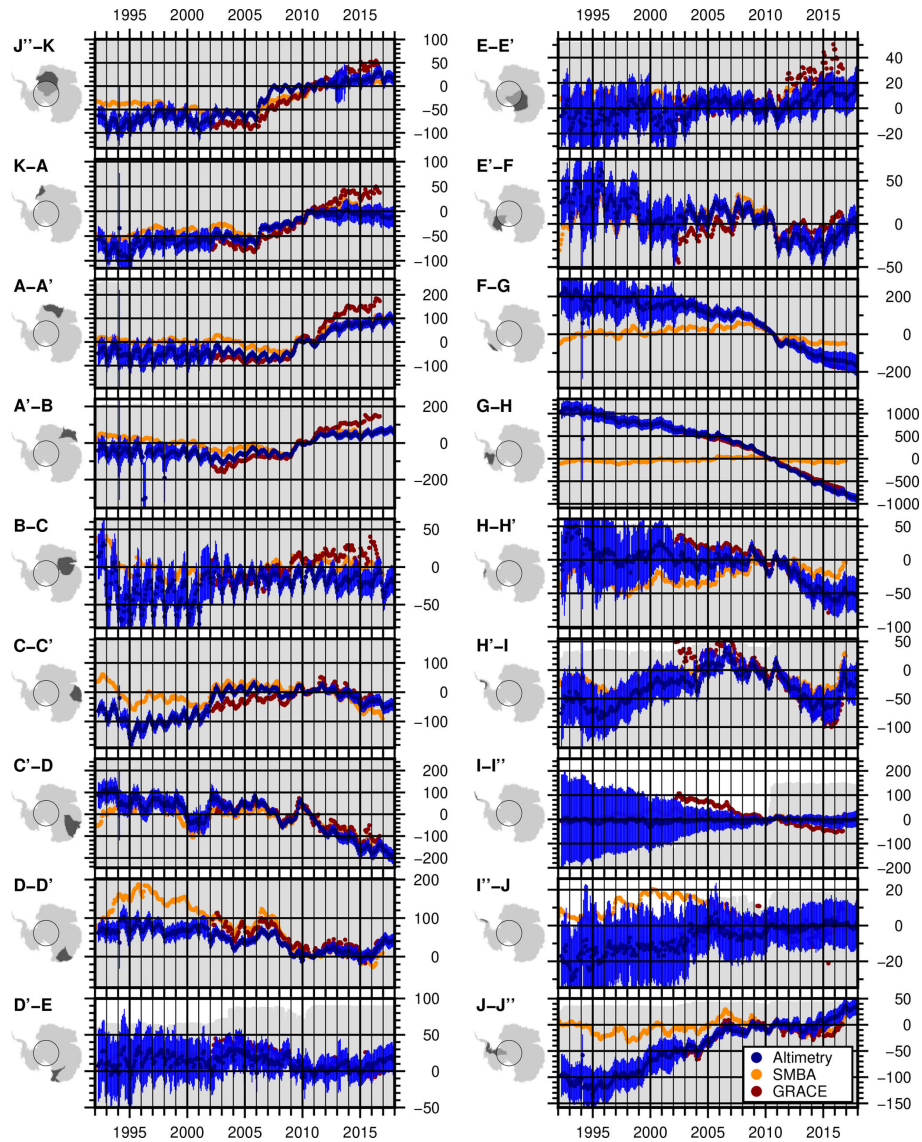 1995 2000 2005 2010 2015
1995 2000 2005 2010 2015
J''−K
100
50
0
−50
−100
K−A
100
50
0
−50
−100
A−A'
200
100
0
−100
A'−B
200
0
−200
B−C
50
0
−50
C−C'
100
0
−100
C'−D
200
100
0
−100
−200
D−D'
200
100
0
D'−E
100
50
0
−50
1995 2000 2005 2010 2015
E−E'
40
20
0
−20
E'−F
50
0
−50
F−G
200
0
−200
G−H
1000
500
0
−500
−1000
H−H'
50
0
−50
−100
H'−I
50
0
−50
−100
I−I''
200
100
0
−100
−200
I''−J
20
0
−20
J−J''
50
0
−50
−100
−150
Altimetry
SMBA
GRACE
1995 2000 2005 2010 2015